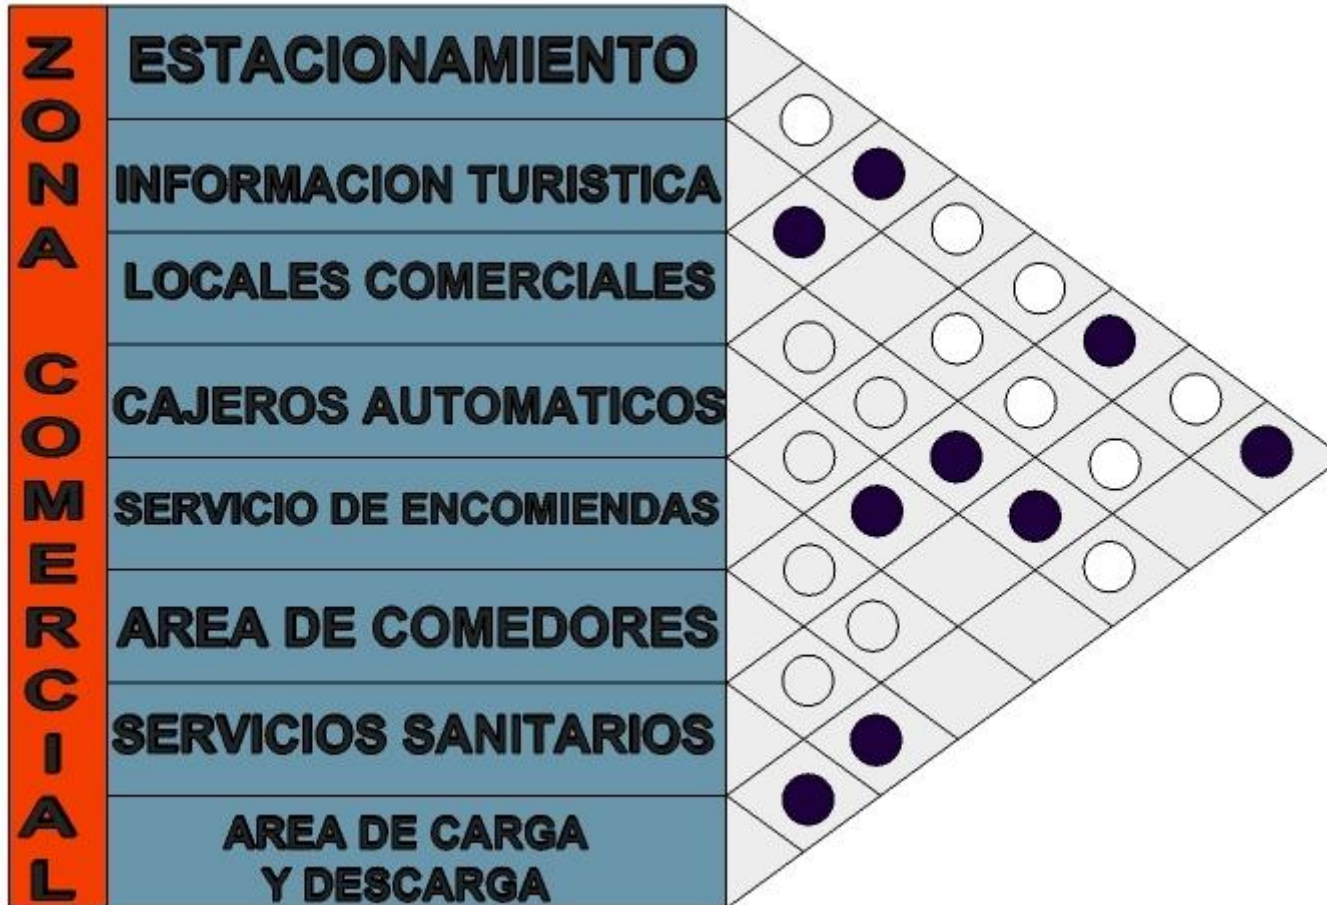 ZONA COMERCIAL
ESTACIONAMIENTO
INFORMACION TURISTICA
LOCALES COMERCIALES
CAJEROS AUTOMATICOS
SERVICIO DE ENCOMIENDAS
AREA DE COMEDORES
SERVICIOS SANITARIOS
AREA DE CARGA
Y DESCARGA